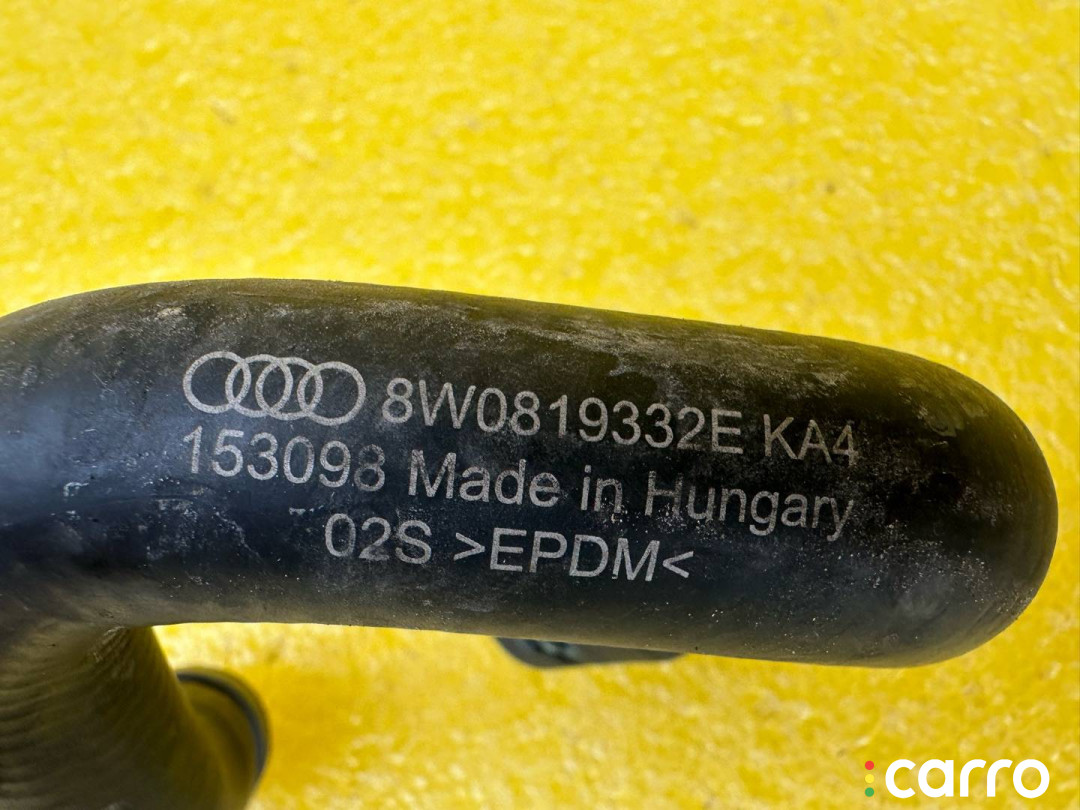 8W0819332E KA4
153098 Made in Hungary
02S >EPDM<
carro